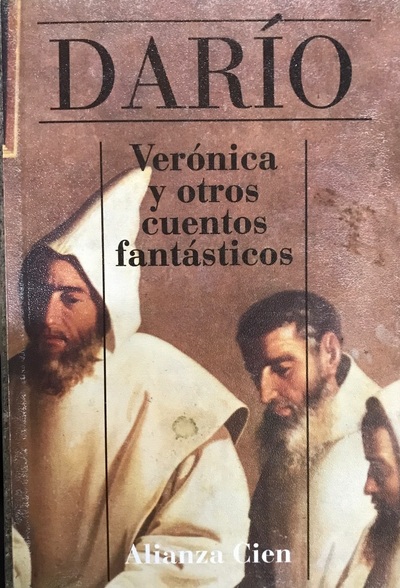 DARÍO
Verónica
y otros
cuentos
fantásticos
Alianza Cien